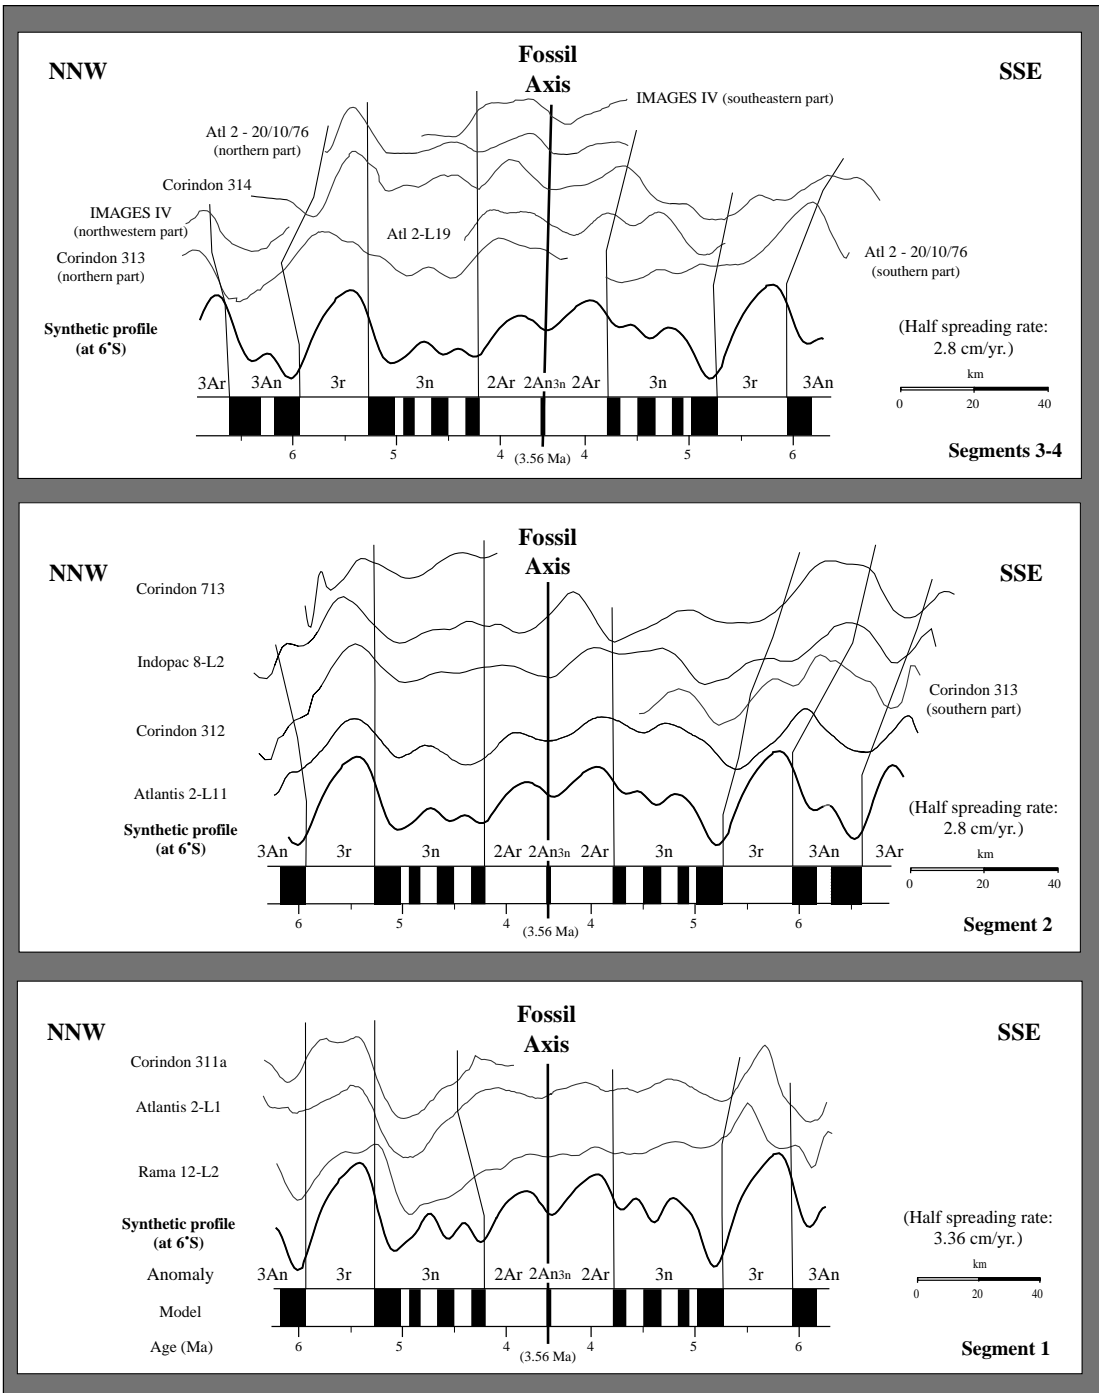 Fossil
Axis
NNW
SSE
IMAGES IV (southeastern part)
Atl 2 - 20/10/76
(northern part)
Corindon 314
IMAGES IV
(northwestern part)
Atl 2-L19
Corindon 313
(northern part)
Atl 2 - 20/10/76
(southern part)
Synthetic profile
(at 6°S)
(Half spreading rate:
2.8 cm/yr.)
km
0 20 40
3Ar 3An 3r 3n 2Ar 2An3n 2Ar 3n 3r 3An
6 5 4 4 5 6
(3.56 Ma)
Segments 3-4
Fossil
Axis
NNW
SSE
Corindon 713
Indopac 8-L2
Corindon 313
(southern part)
Corindon 312
Atlantis 2-L11
Synthetic profile
(at 6°S)
(Half spreading rate:
2.8 cm/yr.)
km
0 20 40
3An 3r 3n 2Ar 2An3n 2Ar 3n 3r 3An 3Ar
6 5 4 4 5 6
(3.56 Ma)
Segment 2
Fossil
Axis
NNW
SSE
Corindon 311a
Atlantis 2-L1
Rama 12-L2
Synthetic profile
(at 6°S)
(Half spreading rate:
3.36 cm/yr.)
km
0 20 40
Anomaly 3An 3r 3n 2Ar 2An3n 2Ar 3n 3r 3An
Model
Age (Ma) 6 5 4 4 5 6
(3.56 Ma)
Segment 1